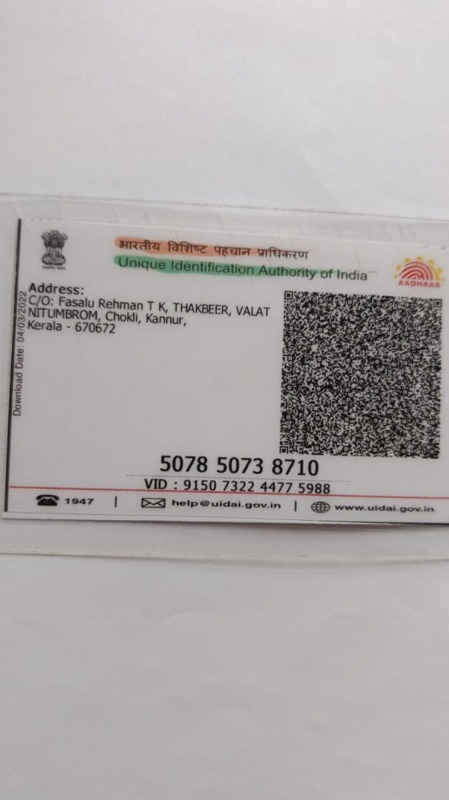 भारतीय विशिष्ट पहचान प्राधिकरण
Unique Identification Authority of India
AADHAAR
Address:
C/O: Fasalu Rehman T K, THAKBEER, VALAT
NITUMBROM, Chokli, Kannur,
Kerala - 670672
Download Date: 04/03/2022
5078 5073 8710
VID : 9150 7322 4477 5988
1947 | help@uidai.gov.in | www.uidai.gov.in